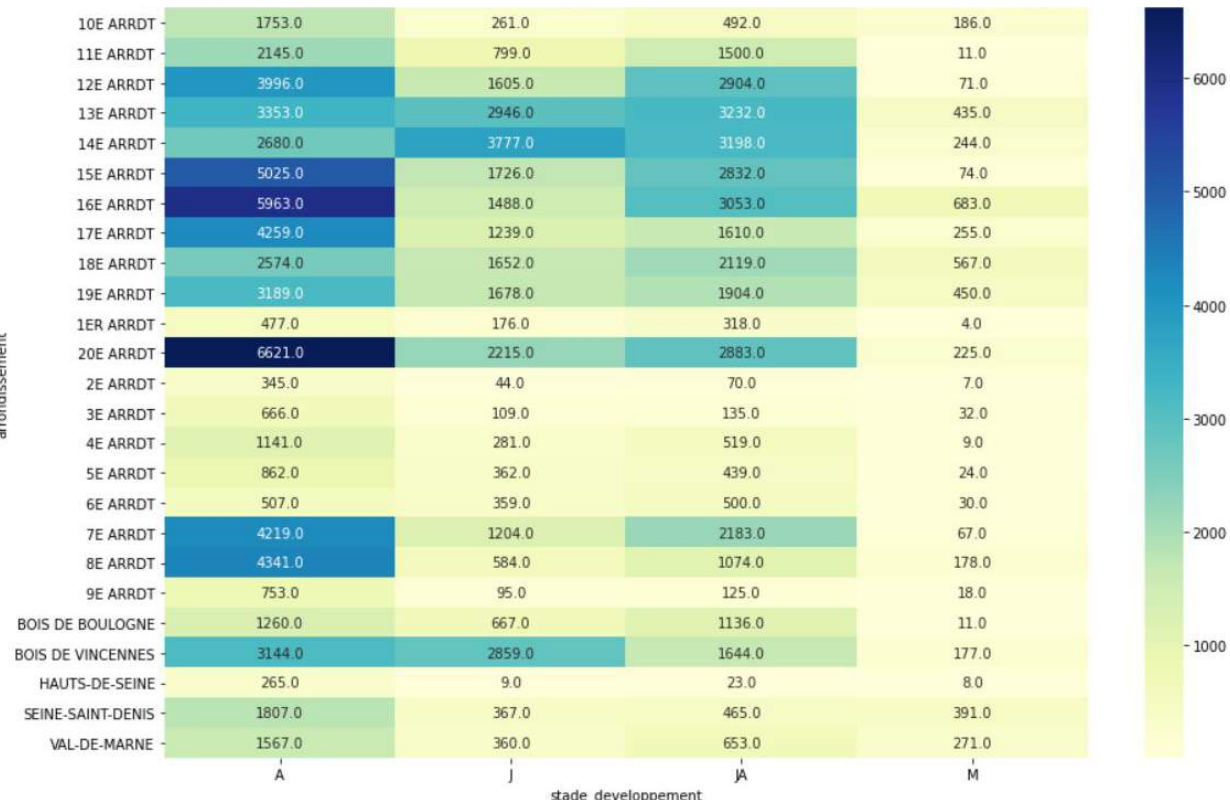 10E ARRDT 1753.0 261.0 492.0 186.0
11E ARRDT 2145.0 799.0 1500.0 11.0
12E ARRDT 3996.0 1605.0 2904.0 71.0
13E ARRDT 3353.0 2946.0 3232.0 435.0
14E ARRDT 2680.0 3777.0 3198.0 244.0
15E ARRDT 5025.0 1726.0 2832.0 74.0
16E ARRDT 5963.0 1488.0 3053.0 683.0
17E ARRDT 4259.0 1239.0 1610.0 255.0
18E ARRDT 2574.0 1652.0 2119.0 567.0
19E ARRDT 3189.0 1678.0 1904.0 450.0
1ER ARRDT 477.0 176.0 318.0 4.0
20E ARRDT 6621.0 2215.0 2883.0 225.0
2E ARRDT 345.0 44.0 70.0 7.0
3E ARRDT 666.0 109.0 135.0 32.0
4E ARRDT 1141.0 281.0 519.0 9.0
5E ARRDT 862.0 362.0 439.0 24.0
6E ARRDT 507.0 359.0 500.0 30.0
7E ARRDT 4219.0 1204.0 2183.0 67.0
8E ARRDT 4341.0 584.0 1074.0 178.0
9E ARRDT 753.0 95.0 125.0 18.0
BOIS DE BOULOGNE 1260.0 667.0 1136.0 11.0
BOIS DE VINCENNES 3144.0 2859.0 1644.0 177.0
HAUTS-DE-SEINE 265.0 9.0 23.0 8.0
SEINE-SAINT-DENIS 1807.0 367.0 465.0 391.0
VAL-DE-MARNE 1567.0 360.0 653.0 271.0
A J JA M
stade_developpement
arrondissement
6000
5000
4000
3000
2000
1000